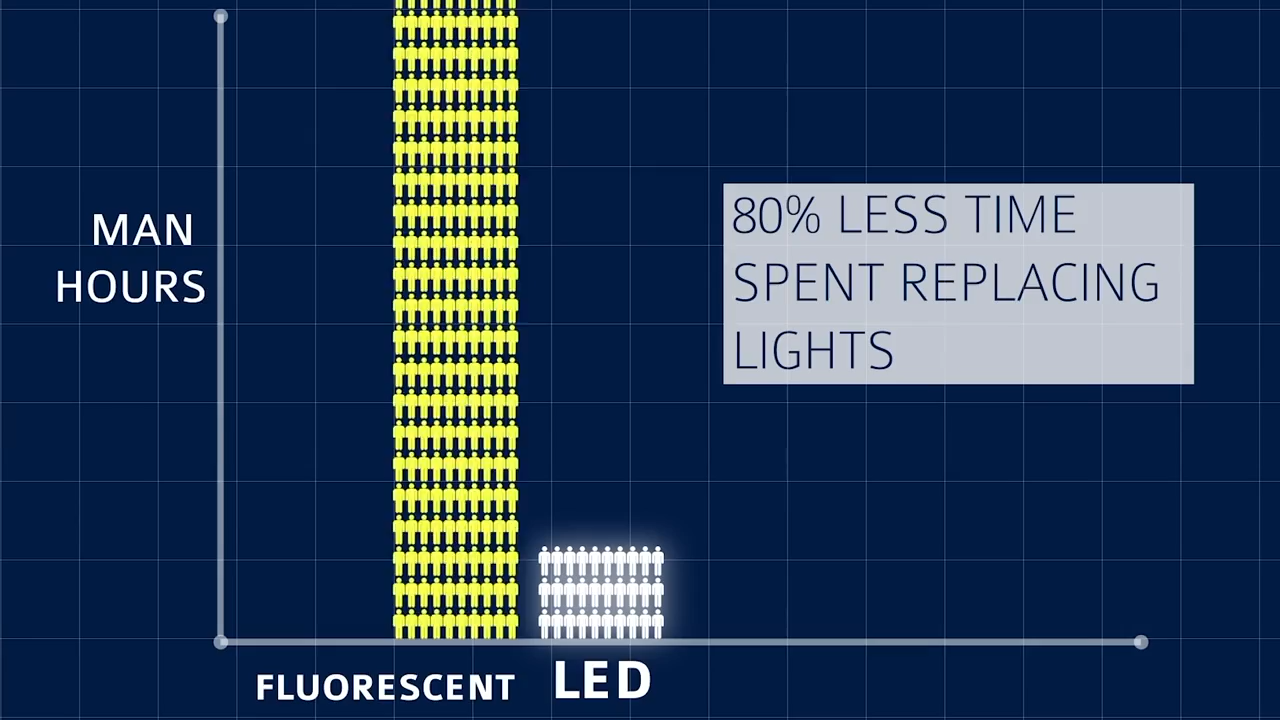 MAN
HOURS
80% LESS TIME
SPENT REPLACING
LIGHTS
FLUORESCENT
LED